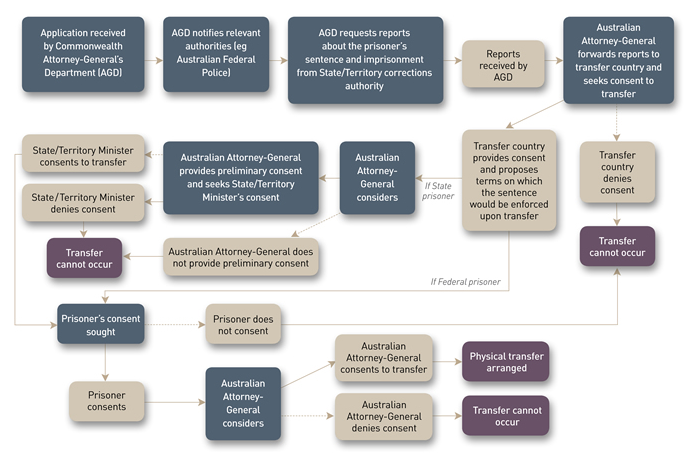 Application received
by Commonwealth
Attorney-General's
Department (AGD)
AGD notifies relevant
authorities (eg
Australian Federal
Police)
AGD requests reports
about the prisoner's
sentence and imprisonment
from State/Territory corrections
authority
Reports
received by
AGD
Australian
Attorney-General
forwards reports to
transfer country and
seeks consent to
transfer
State/Territory Minister
consents to transfer
Australian Attorney-General
provides preliminary consent
and seeks State/Territory
Minister's consent
Australian
Attorney-
General
considers
If State
prisoner
Transfer country
provides consent
and proposes
terms on which
the sentence
would be enforced
upon transfer
Transfer
country
denies
consent
State/Territory Minister
denies consent
Transfer
cannot occur
Australian Attorney-General does
not provide preliminary consent
Transfer
cannot occur
If Federal prisoner
Prisoner's consent
sought
Prisoner does
not consent
Prisoner
consents
Australian
Attorney-
General
considers
Australian
Attorney-General
consents to transfer
Physical transfer
arranged
Australian
Attorney-General
denies consent
Transfer cannot
occur